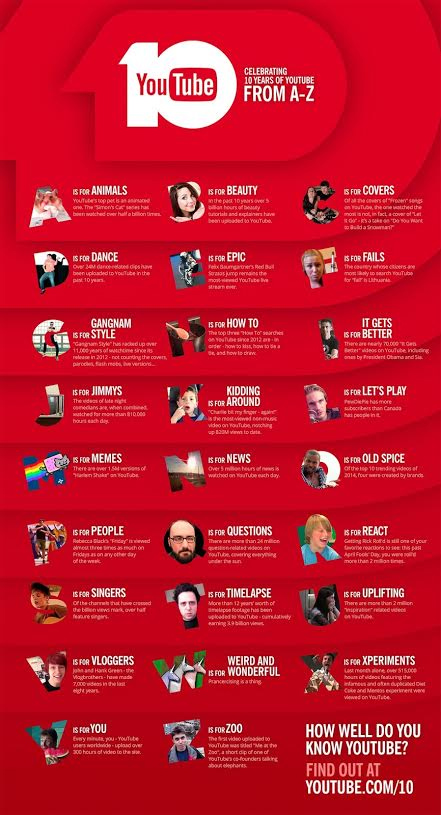 10
YouTube
CELEBRATING
10 YEARS OF YOUTUBE
FROM A-Z
A IS FOR ANIMALS
YouTube's top pet is an animated
one. The "Simon's Cat" series has
been watched over half a billion times.
B IS FOR BEAUTY
In the past 10 years over 5
billion hours of beauty
tutorials and explainers have
been uploaded to YouTube.
C IS FOR COVERS
Of all the covers of "Frozen" songs
on YouTube, the one watched the
most is not, in fact, a cover of "Let
it Go" - it's a take on "Do You Want
to Build a Snowman?"
D IS FOR DANCE
Over 24M dance-related clips have
been uploaded to YouTube in the
past 10 years.
E IS FOR EPIC
Felix Baumgartner's Red Bull
Stratos jump remains the
most-viewed YouTube live
stream ever.
F IS FOR FAILS
The country whose citizens are
most likely to search YouTube
for "fail" is Lithuania.
G IS FOR GANGNAM
STYLE
"Gangnam Style" has racked up over
11,000 years of watchtime since its
release in 2012 - not counting the covers,
parodies, flash mobs, live versions...
H IS FOR HOW TO
The top three "How To" searches
on YouTube since 2012 are - in
order - how to kiss, how to tie a
tie, and how to draw.
I IS FOR IT GETS
BETTER
There are nearly 70,000 "It Gets
Better" videos on YouTube, including
ones by President Obama and Sia.
J IS FOR JIMMYS
The videos of late night
comedians are, when combined,
watched for more than 810,000
hours each day.
K IS FOR KIDDING
AROUND
"Charlie bit my finger - again!"
is the most viewed non-music
video on YouTube, notching
up 820M views to date.
L IS FOR LET'S PLAY
PewDiePie has more
subscribers than Canada
has people in it.
M IS FOR MEMES
There are over 1.5M versions of
"Harlem Shake" on YouTube.
N IS FOR NEWS
Over 5 million hours of news is
watched on YouTube each day.
O IS FOR OLD SPICE
Of the top 10 trending videos of
2014, four were created by brands
P IS FOR PEOPLE
Rebecca Black's "Friday" is viewed
almost three times as much on
Fridays as on any other day
of the week.
Q IS FOR QUESTIONS
There are more than 24 million
question-related videos on
YouTube, covering everything
under the sun.
R IS FOR REACT
Getting Rick Roll'd is still one of your
favorite reactions to see: this past
April Fools' Day, you were roll'd
more than 2 million times.
S IS FOR SINGERS
Of the channels that have crossed
the billion views mark, over half
feature singers.
T IS FOR TIMELAPSE
More than 12 years' worth of
timelapse footage has been
uploaded to YouTube - cumulatively
earning 3.9 billion views.
U IS FOR UPLIFTING
There are more than 2 million
"Inspiration" related videos
on YouTube.
V IS FOR VLOGGERS
John and Hank Green - the
Vlogbrothers - have made
7,000 videos in the last
eight years.
W IS FOR WEIRD AND
WONDERFUL
Prancercising is a thing.
X IS FOR XPERIMENTS
Last month alone, over 515,000
hours of videos featuring the
infamous and often duplicated Diet
Coke and Mentos experiment were
viewed on YouTube.
Y IS FOR YOU
Every minute, you - YouTube
users worldwide - upload over
300 hours of video to the site.
Z IS FOR ZOO
The first video uploaded to
YouTube was titled "Me at the
Zoo", a short clip of one of
YouTube's co-founders talking
about elephants.
HOW WELL DO YOU
KNOW YOUTUBE?
FIND OUT AT
YOUTUBE.COM/10